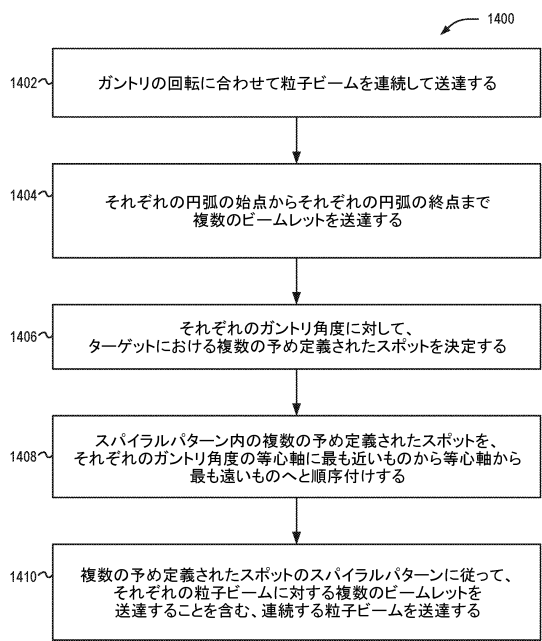 1400
1402
ガントリの回転に合わせて粒子ビームを連続して送達する
1404
それぞれの円弧の始点からそれぞれの円弧の終点まで
複数のビームレットを送達する
1406
それぞれのガントリ角度に対して、
ターゲットにおける複数の予め定義されたスポットを決定する
1408
スパイラルパターン内の複数の予め定義されたスポットを、
それぞれのガントリ角度の等心軸に最も近いものから等心軸から
最も遠いものへと順序付けする
1410
複数の予め定義されたスポットのスパイラルパターンに従って、
それぞれの粒子ビームに対する複数のビームレットを
送達することを含む、連続する粒子ビームを送達する